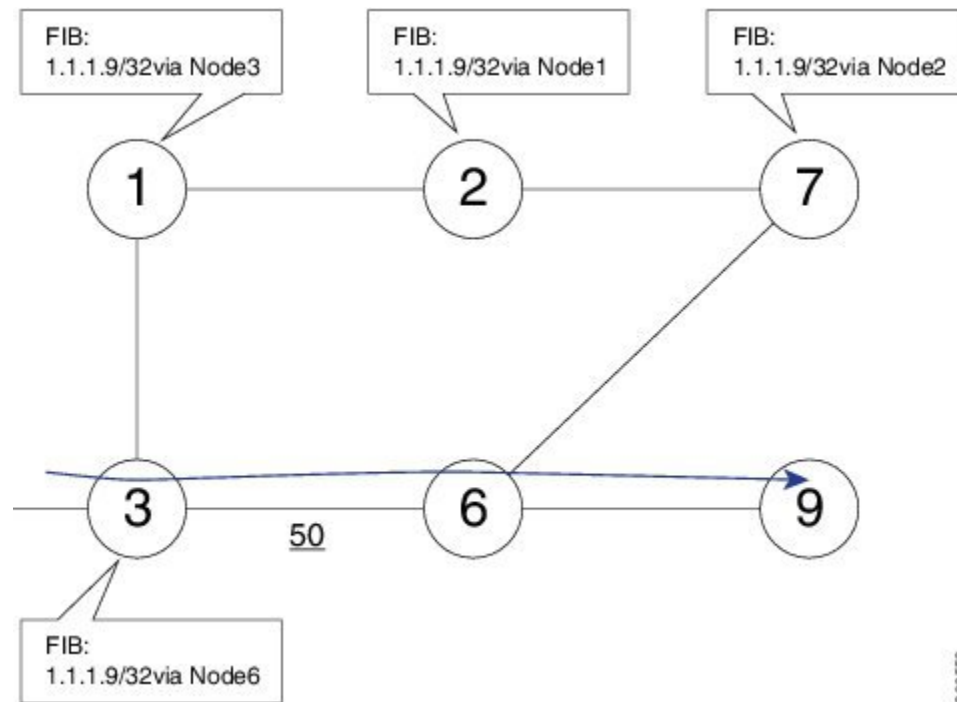 FIB:
1.1.1.9/32via Node3
FIB:
1.1.1.9/32via Node1
FIB:
1.1.1.9/32via Node2
1
2
7
3
6
9
50
FIB:
1.1.1.9/32via Node6